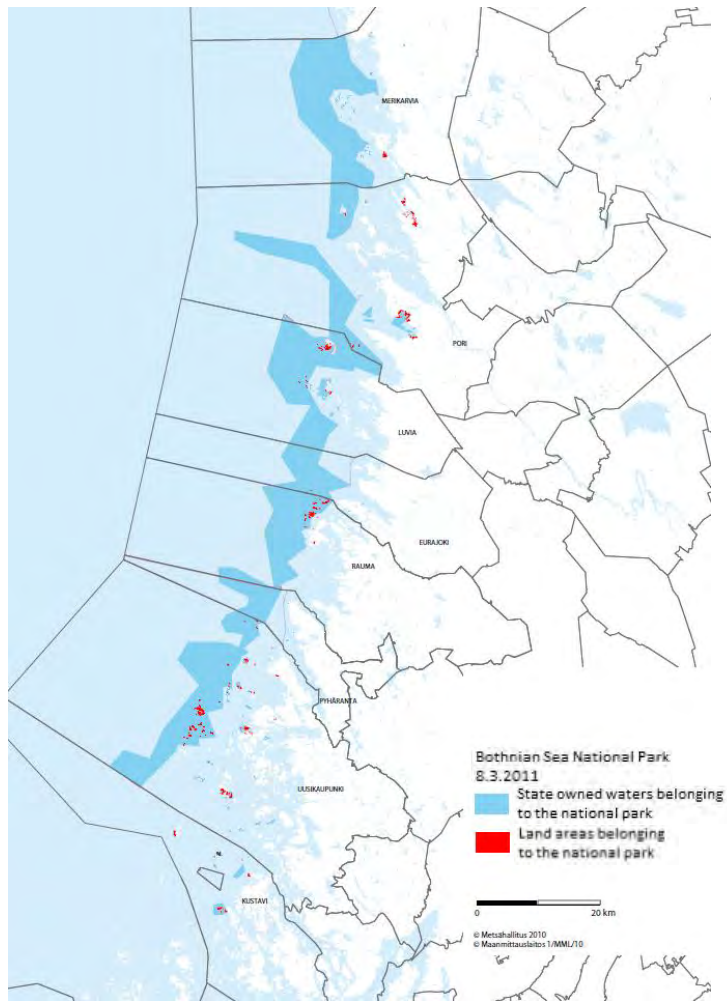 MERIKARVIA
PORI
LUVIA
EURAJOKI
RAUMA
PYHÄRANTA
UUSIKAUPUNKI
KUSTAVI
Bothnian Sea National Park
8.3.2011
State owned waters belonging
to the national park
Land areas belonging
to the national park
0 20 km
© Metsähallitus 2010
© Maanmittauslaitos 1/MML/10